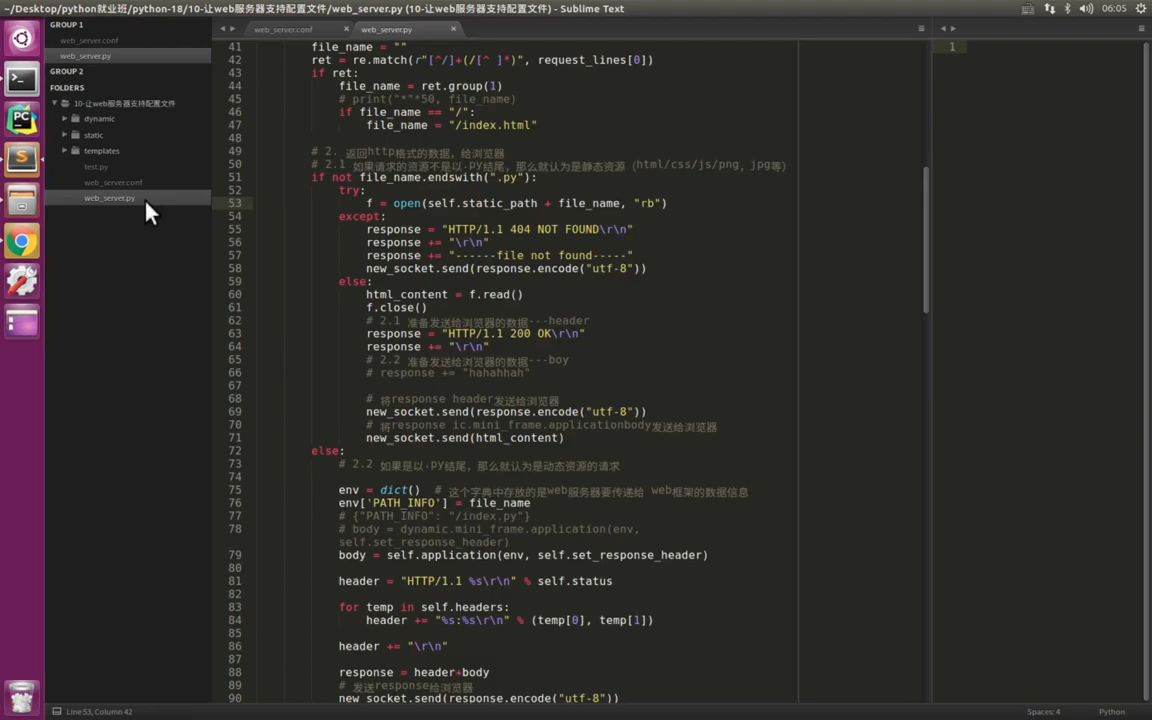 ~/Desktop/python就业班/python-18/10-让web服务器支持配置文件/web_server.py (10-让web服务器支持配置文件) - Sublime Text
06:05
GROUP 1
web_server.conf
web_server.py
GROUP 2
FOLDERS
10-让web服务器支持配置文件
dynamic
static
templates
test.py
web_server.conf
web_server.py
web_server.conf
web_server.py
41 file_name = ""
42 ret = re.match(r"[^/]+(/[^ ]*)", request_lines[0])
43 if ret:
44 file_name = ret.group(1)
45 # print("*"*50, file_name)
46 if file_name == "/":
47 file_name = "/index.html"
48
49 # 2. 返回http格式的数据，给浏览器
50 # 2.1 如果请求的资源不是以.py结尾，那么就认为是静态资源（html/css/js/png，jpg等）
51 if not file_name.endswith(".py"):
52 try:
53 f = open(self.static_path + file_name, "rb")
54 except:
55 response = "HTTP/1.1 404 NOT FOUND\r\n"
56 response += "\r\n"
57 response += "------file not found-----"
58 new_socket.send(response.encode("utf-8"))
59 else:
60 html_content = f.read()
61 f.close()
62 # 2.1 准备发送给浏览器的数据---header
63 response = "HTTP/1.1 200 OK\r\n"
64 response += "\r\n"
65 # 2.2 准备发送给浏览器的数据---boy
66 # response += "hahahhah"
67
68 # 将response header发送给浏览器
69 new_socket.send(response.encode("utf-8"))
70 # 将response ic.mini_frame.applicationbody发送给浏览器
71 new_socket.send(html_content)
72 else:
73 # 2.2 如果是以.py结尾，那么就认为是动态资源的请求
74
75 env = dict() # 这个字典中存放的是web服务器要传递给 web框架的数据信息
76 env['PATH_INFO'] = file_name
77 # {"PATH_INFO": "/index.py"}
78 # body = dynamic.mini_frame.application(env,
self.set_response_header)
79 body = self.application(env, self.set_response_header)
80
81 header = "HTTP/1.1 %s\r\n" % self.status
82
83 for temp in self.headers:
84 header += "%s:%s\r\n" % (temp[0], temp[1])
85
86 header += "\r\n"
87
88 response = header+body
89 # 发送response给浏览器
90 new_socket.send(response.encode("utf-8"))
1
Line 53, Column 42
Spaces: 4
Python